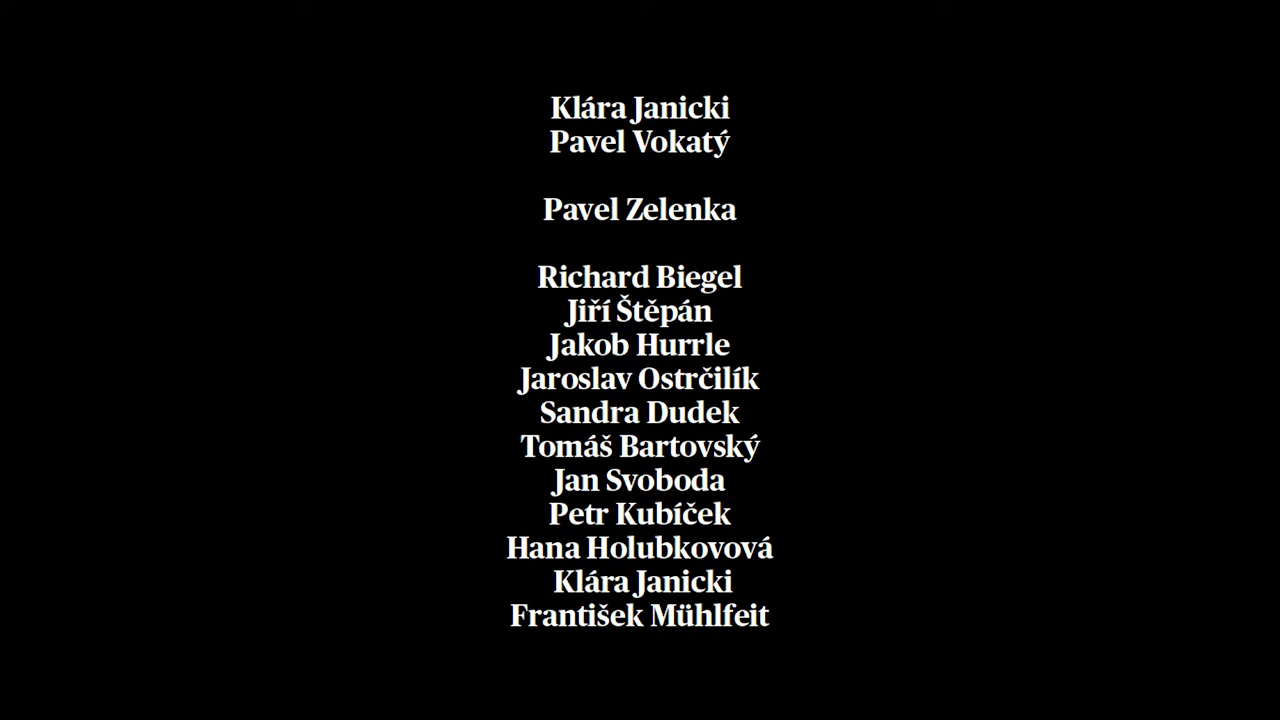 Klára Janicki
Pavel Vokatý
Pavel Zelenka
Richard Biegel
Jiří Štěpán
Jakob Hurrle
Jaroslav Ostrčilík
Sandra Dudek
Tomáš Bartovský
Jan Svoboda
Petr Kubíček
Hana Holubkovová
Klára Janicki
František Mühlfeit